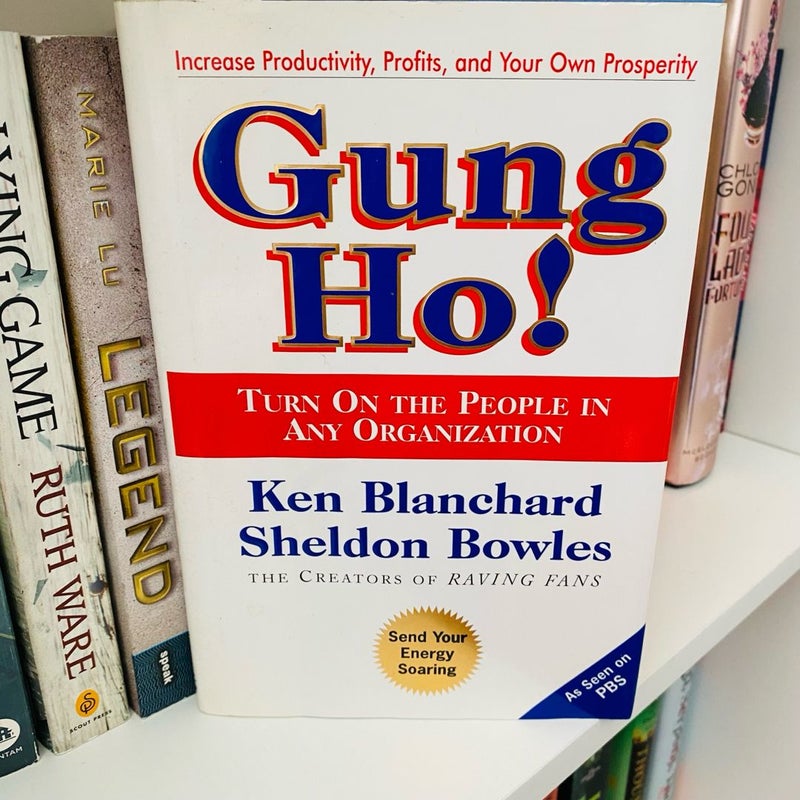 Increase Productivity, Profits, and Your Own Prosperity
Gung
Ho!
TURN ON THE PEOPLE IN
ANY ORGANIZATION
Ken Blanchard
Sheldon Bowles
THE CREATORS OF RAVING FANS
Send Your
Energy
Soaring
As Seen on
PBS
GAME RUTH WARE
SCOUT PRESS
MARIE LU LEGEND
speak
GON